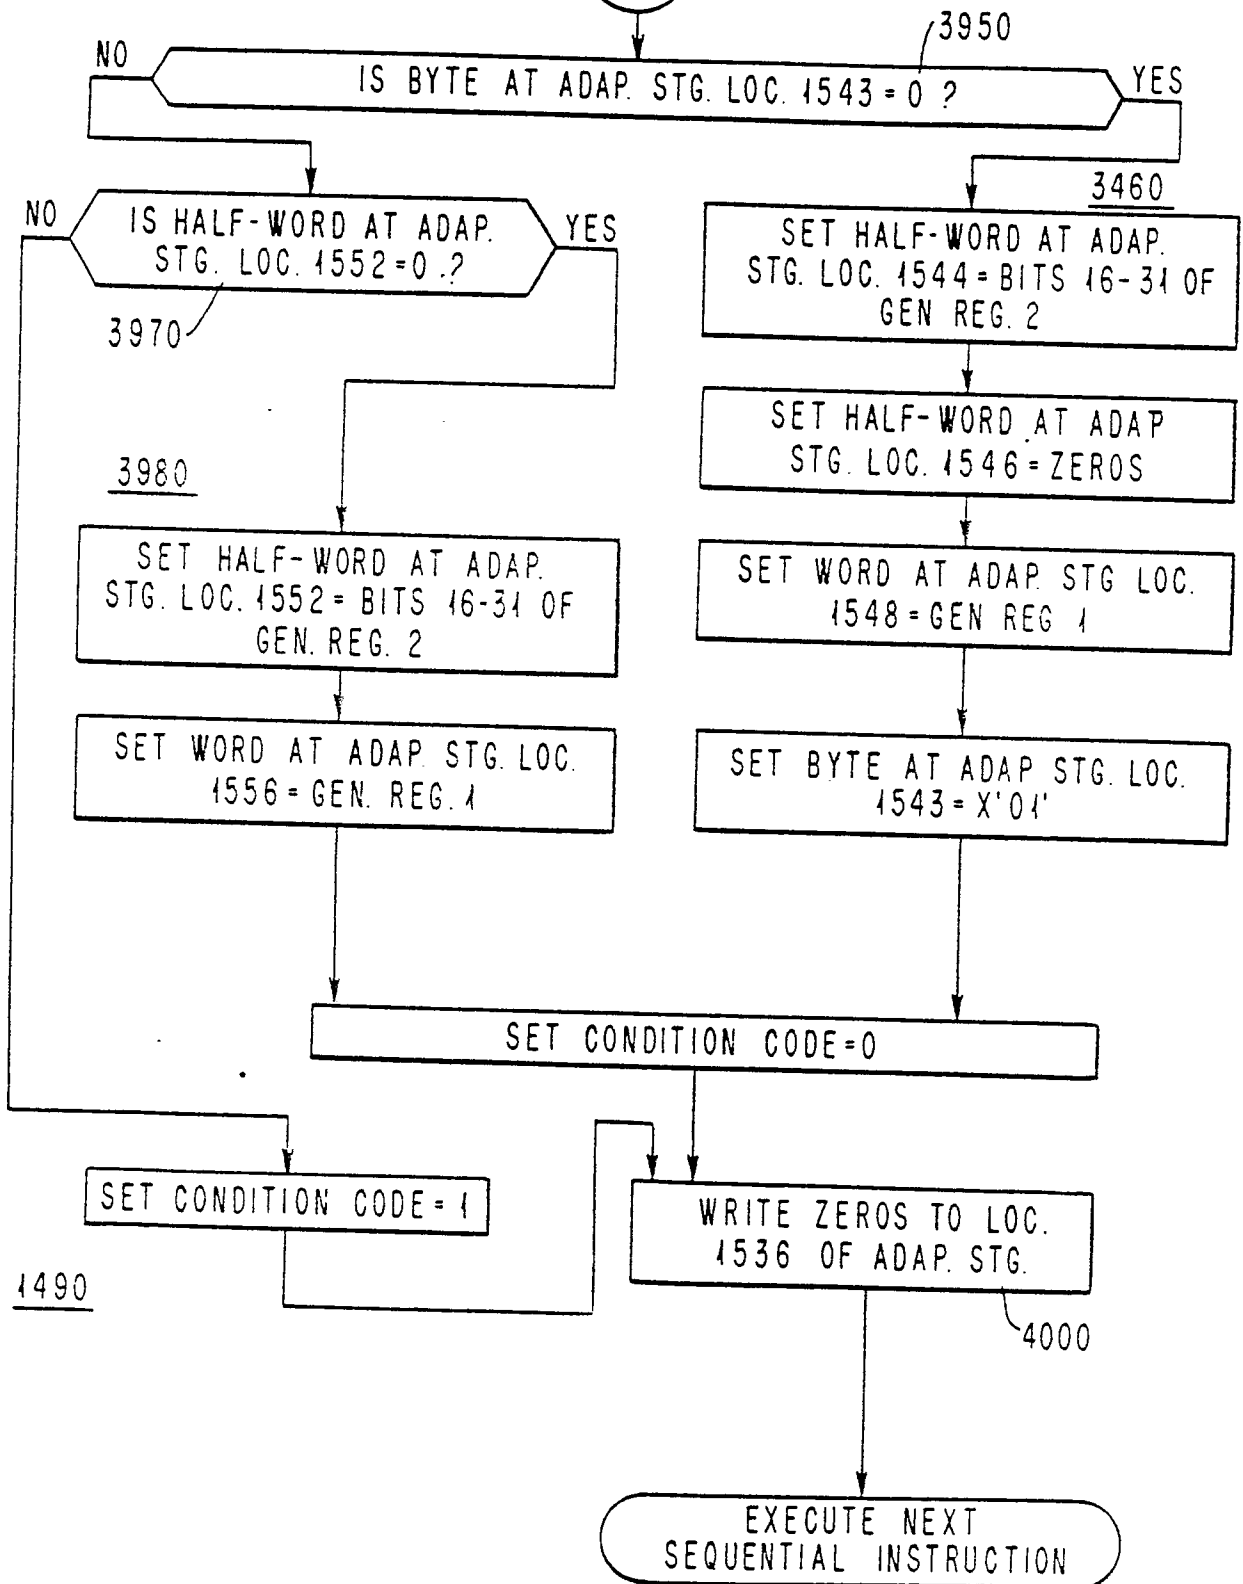 3950
NO
IS BYTE AT ADAP. STG. LOC. 1543=0 ?
YES
3460
NO
IS HALF-WORD AT ADAP.
STG. LOC. 1552=0.?
YES
3970
SET HALF-WORD AT ADAP.
STG. LOC. 1544=BITS 16-31 OF
GEN REG. 2
SET HALF-WORD AT ADAP
STG. LOC. 1546=ZEROS
3980
SET HALF-WORD AT ADAP.
STG. LOC. 1552= BITS 16-31 OF
GEN. REG. 2
SET WORD AT ADAP. STG LOC.
1548=GEN REG 1
SET WORD AT ADAP. STG. LOC.
1556=GEN. REG. 1
SET BYTE AT ADAP STG. LOC.
1543= X'01'
SET CONDITION CODE=0
SET CONDITION CODE= 1
WRITE ZEROS TO LOC.
1536 OF ADAP. STG.
1490
4000
EXECUTE NEXT
SEQUENTIAL INSTRUCTION